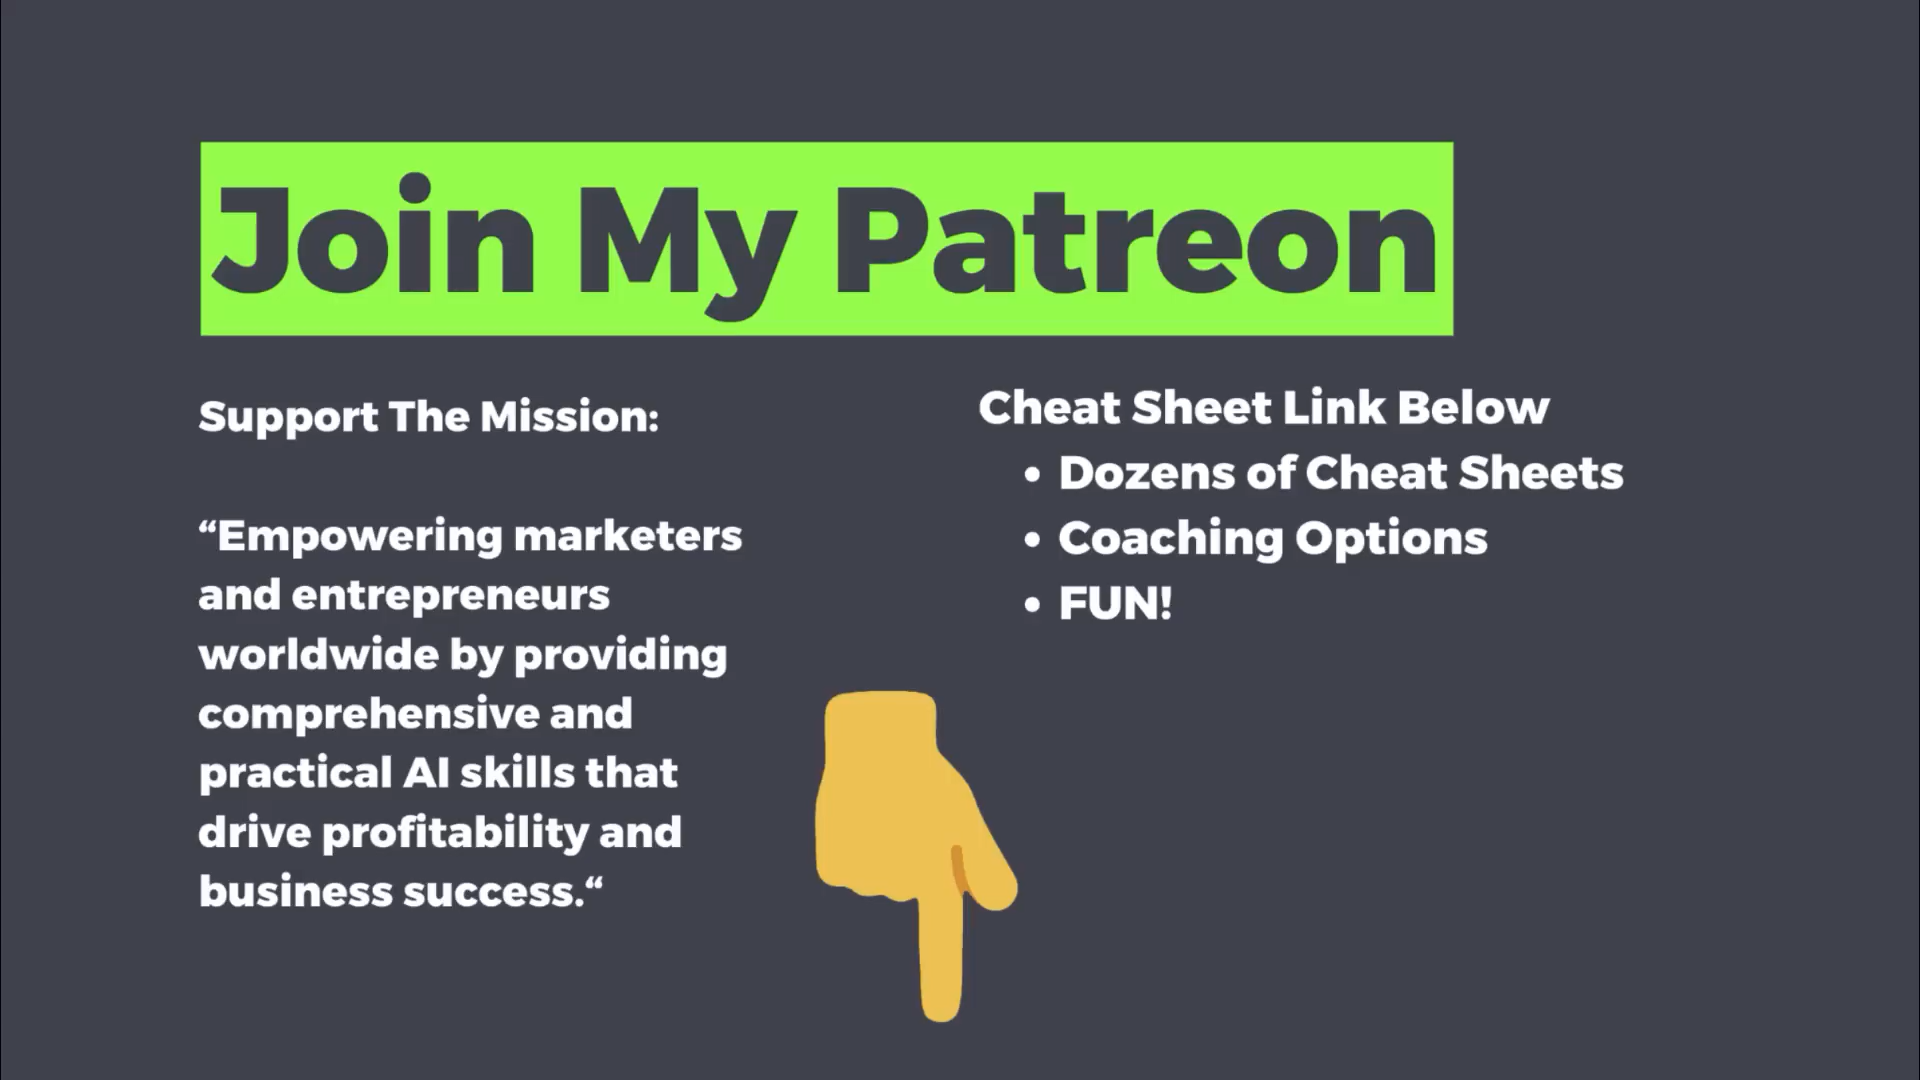 Join My Patreon
Support The Mission:
“Empowering marketers
and entrepreneurs
worldwide by providing
comprehensive and
practical AI skills that
drive profitability and
business success.“
Cheat Sheet Link Below
• Dozens of Cheat Sheets
• Coaching Options
• FUN!